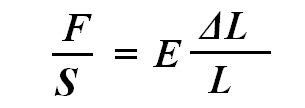 F/S = E ΔL/L